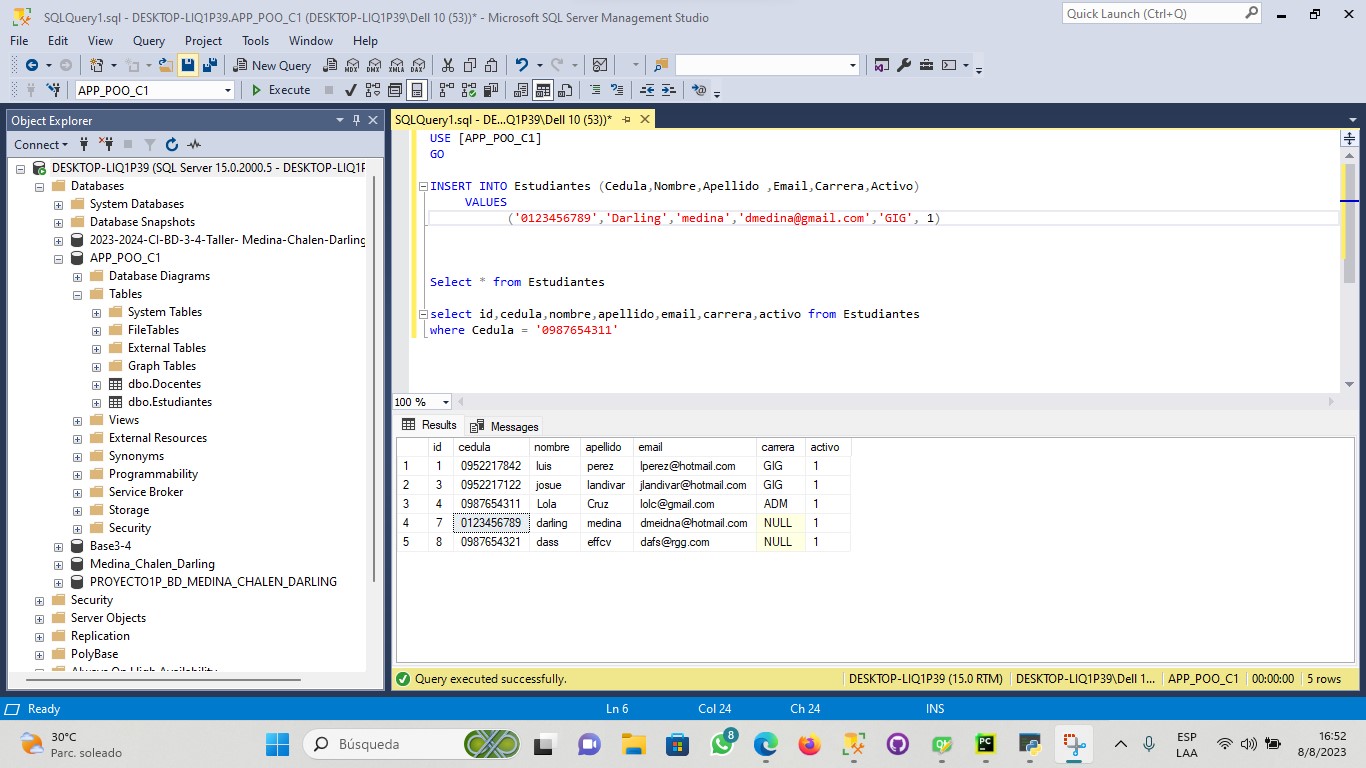 SQLQuery1.sql - DESKTOP-LIQ1P39.APP_POO_C1 (DESKTOP-LIQ1P39\Dell 10 (53))* - Microsoft SQL Server Management Studio
Quick Launch (Ctrl+Q)
File Edit View Query Project Tools Window Help
New Query MDX DMX XMLA DAX
APP_POO_C1 Execute
Object Explorer
Connect
DESKTOP-LIQ1P39 (SQL Server 15.0.2000.5 - DESKTOP-LIQ1P
Databases
System Databases
Database Snapshots
2023-2024-CI-BD-3-4-Taller- Medina-Chalen-Darling
APP_POO_C1
Database Diagrams
Tables
System Tables
FileTables
External Tables
Graph Tables
dbo.Docentes
dbo.Estudiantes
Views
External Resources
Synonyms
Programmability
Service Broker
Storage
Security
Base3-4
Medina_Chalen_Darling
PROYECTO1P_BD_MEDINA_CHALEN_DARLING
Security
Server Objects
Replication
PolyBase
Always On High Availability
SQLQuery1.sql - DE...Q1P39\Dell 10 (53))*
USE [APP_POO_C1]
GO
INSERT INTO Estudiantes (Cedula,Nombre,Apellido ,Email,Carrera,Activo)
VALUES
('0123456789','Darling','medina','dmedina@gmail.com','GIG', 1)
Select * from Estudiantes
select id,cedula,nombre,apellido,email,carrera,activo from Estudiantes
where Cedula = '0987654311'
100 %
Results Messages
id cedula nombre apellido email carrera activo
1 1 0952217842 luis perez lperez@hotmail.com GIG 1
2 3 0952217122 josue landivar jlandivar@hotmail.com GIG 1
3 4 0987654311 Lola Cruz lolc@gmail.com ADM 1
4 7 0123456789 darling medina dmeidna@hotmail.com NULL 1
5 8 0987654321 dass effcv dafs@rgg.com NULL 1
Query executed successfully. DESKTOP-LIQ1P39 (15.0 RTM) DESKTOP-LIQ1P39\Dell 1... APP_POO_C1 00:00:00 5 rows
Ready Ln 6 Col 24 Ch 24 INS
30°C
Parc. soleado
Búsqueda
8
PC
ESP
LAA
16:52
8/8/2023